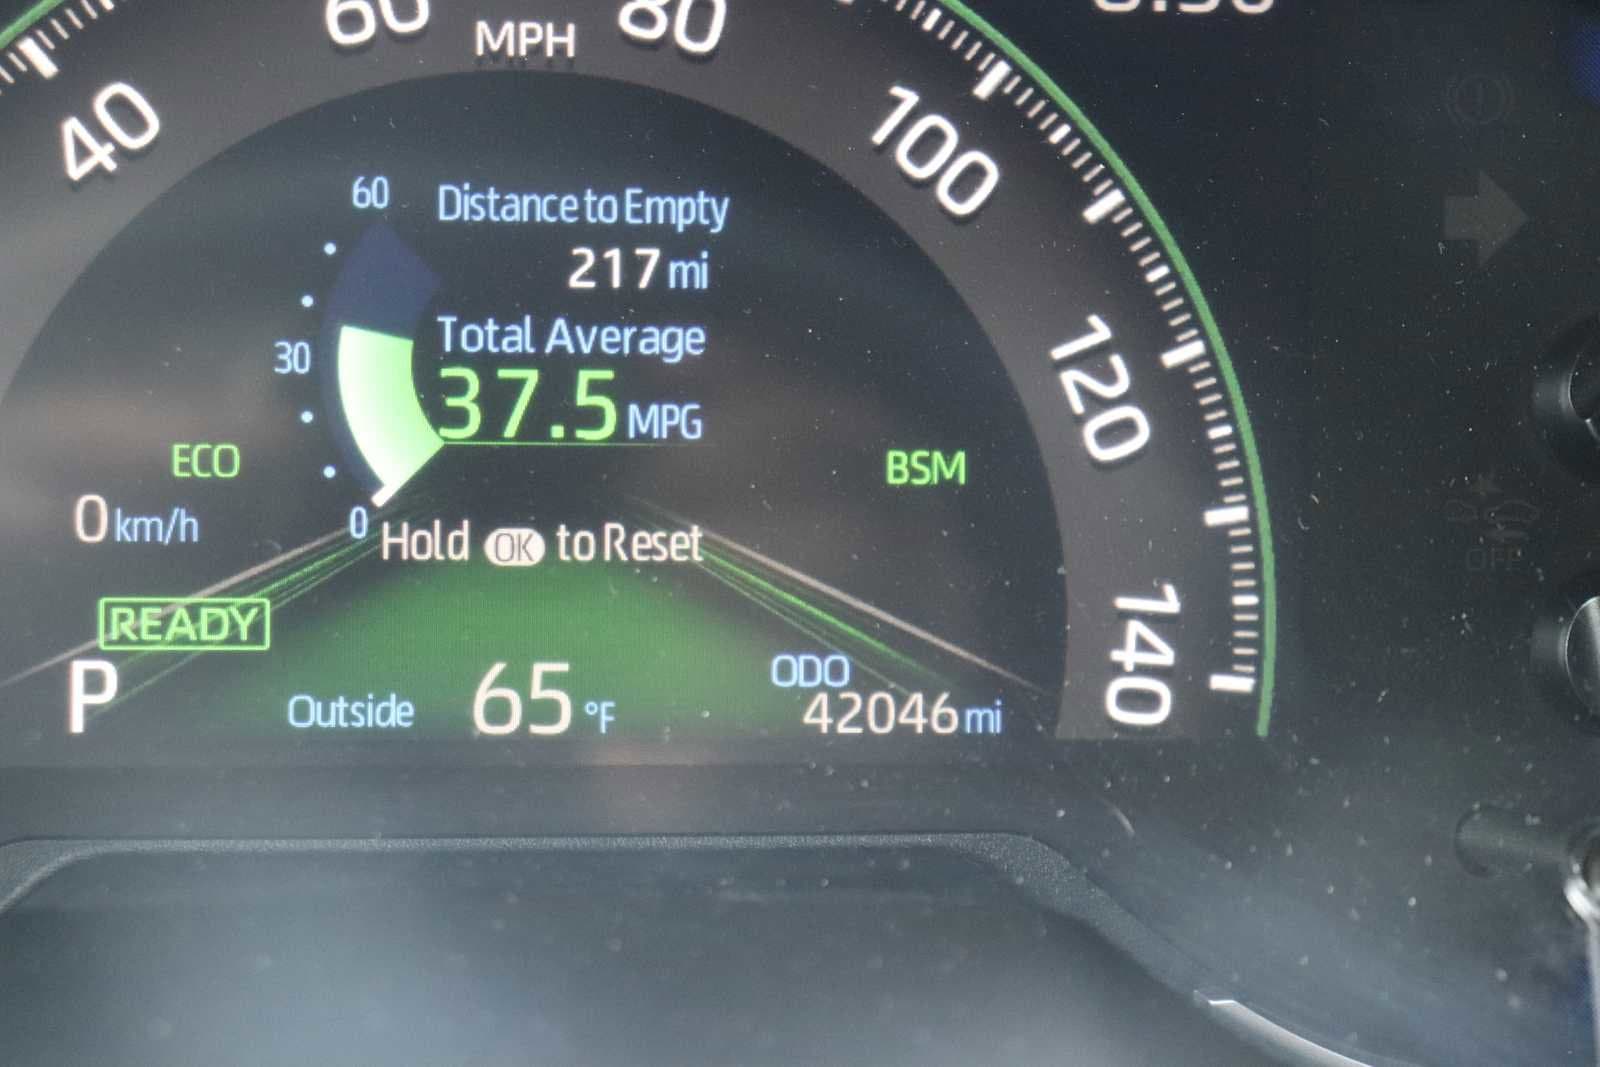 60
MPH
80
40
100
60
Distance to Empty
217 mi
Total Average
30
37.5 MPG
120
ECO
BSM
0 km/h
0
Hold OK to Reset
READY
OFF
140
P
Outside 65 °F
ODO
42046 mi